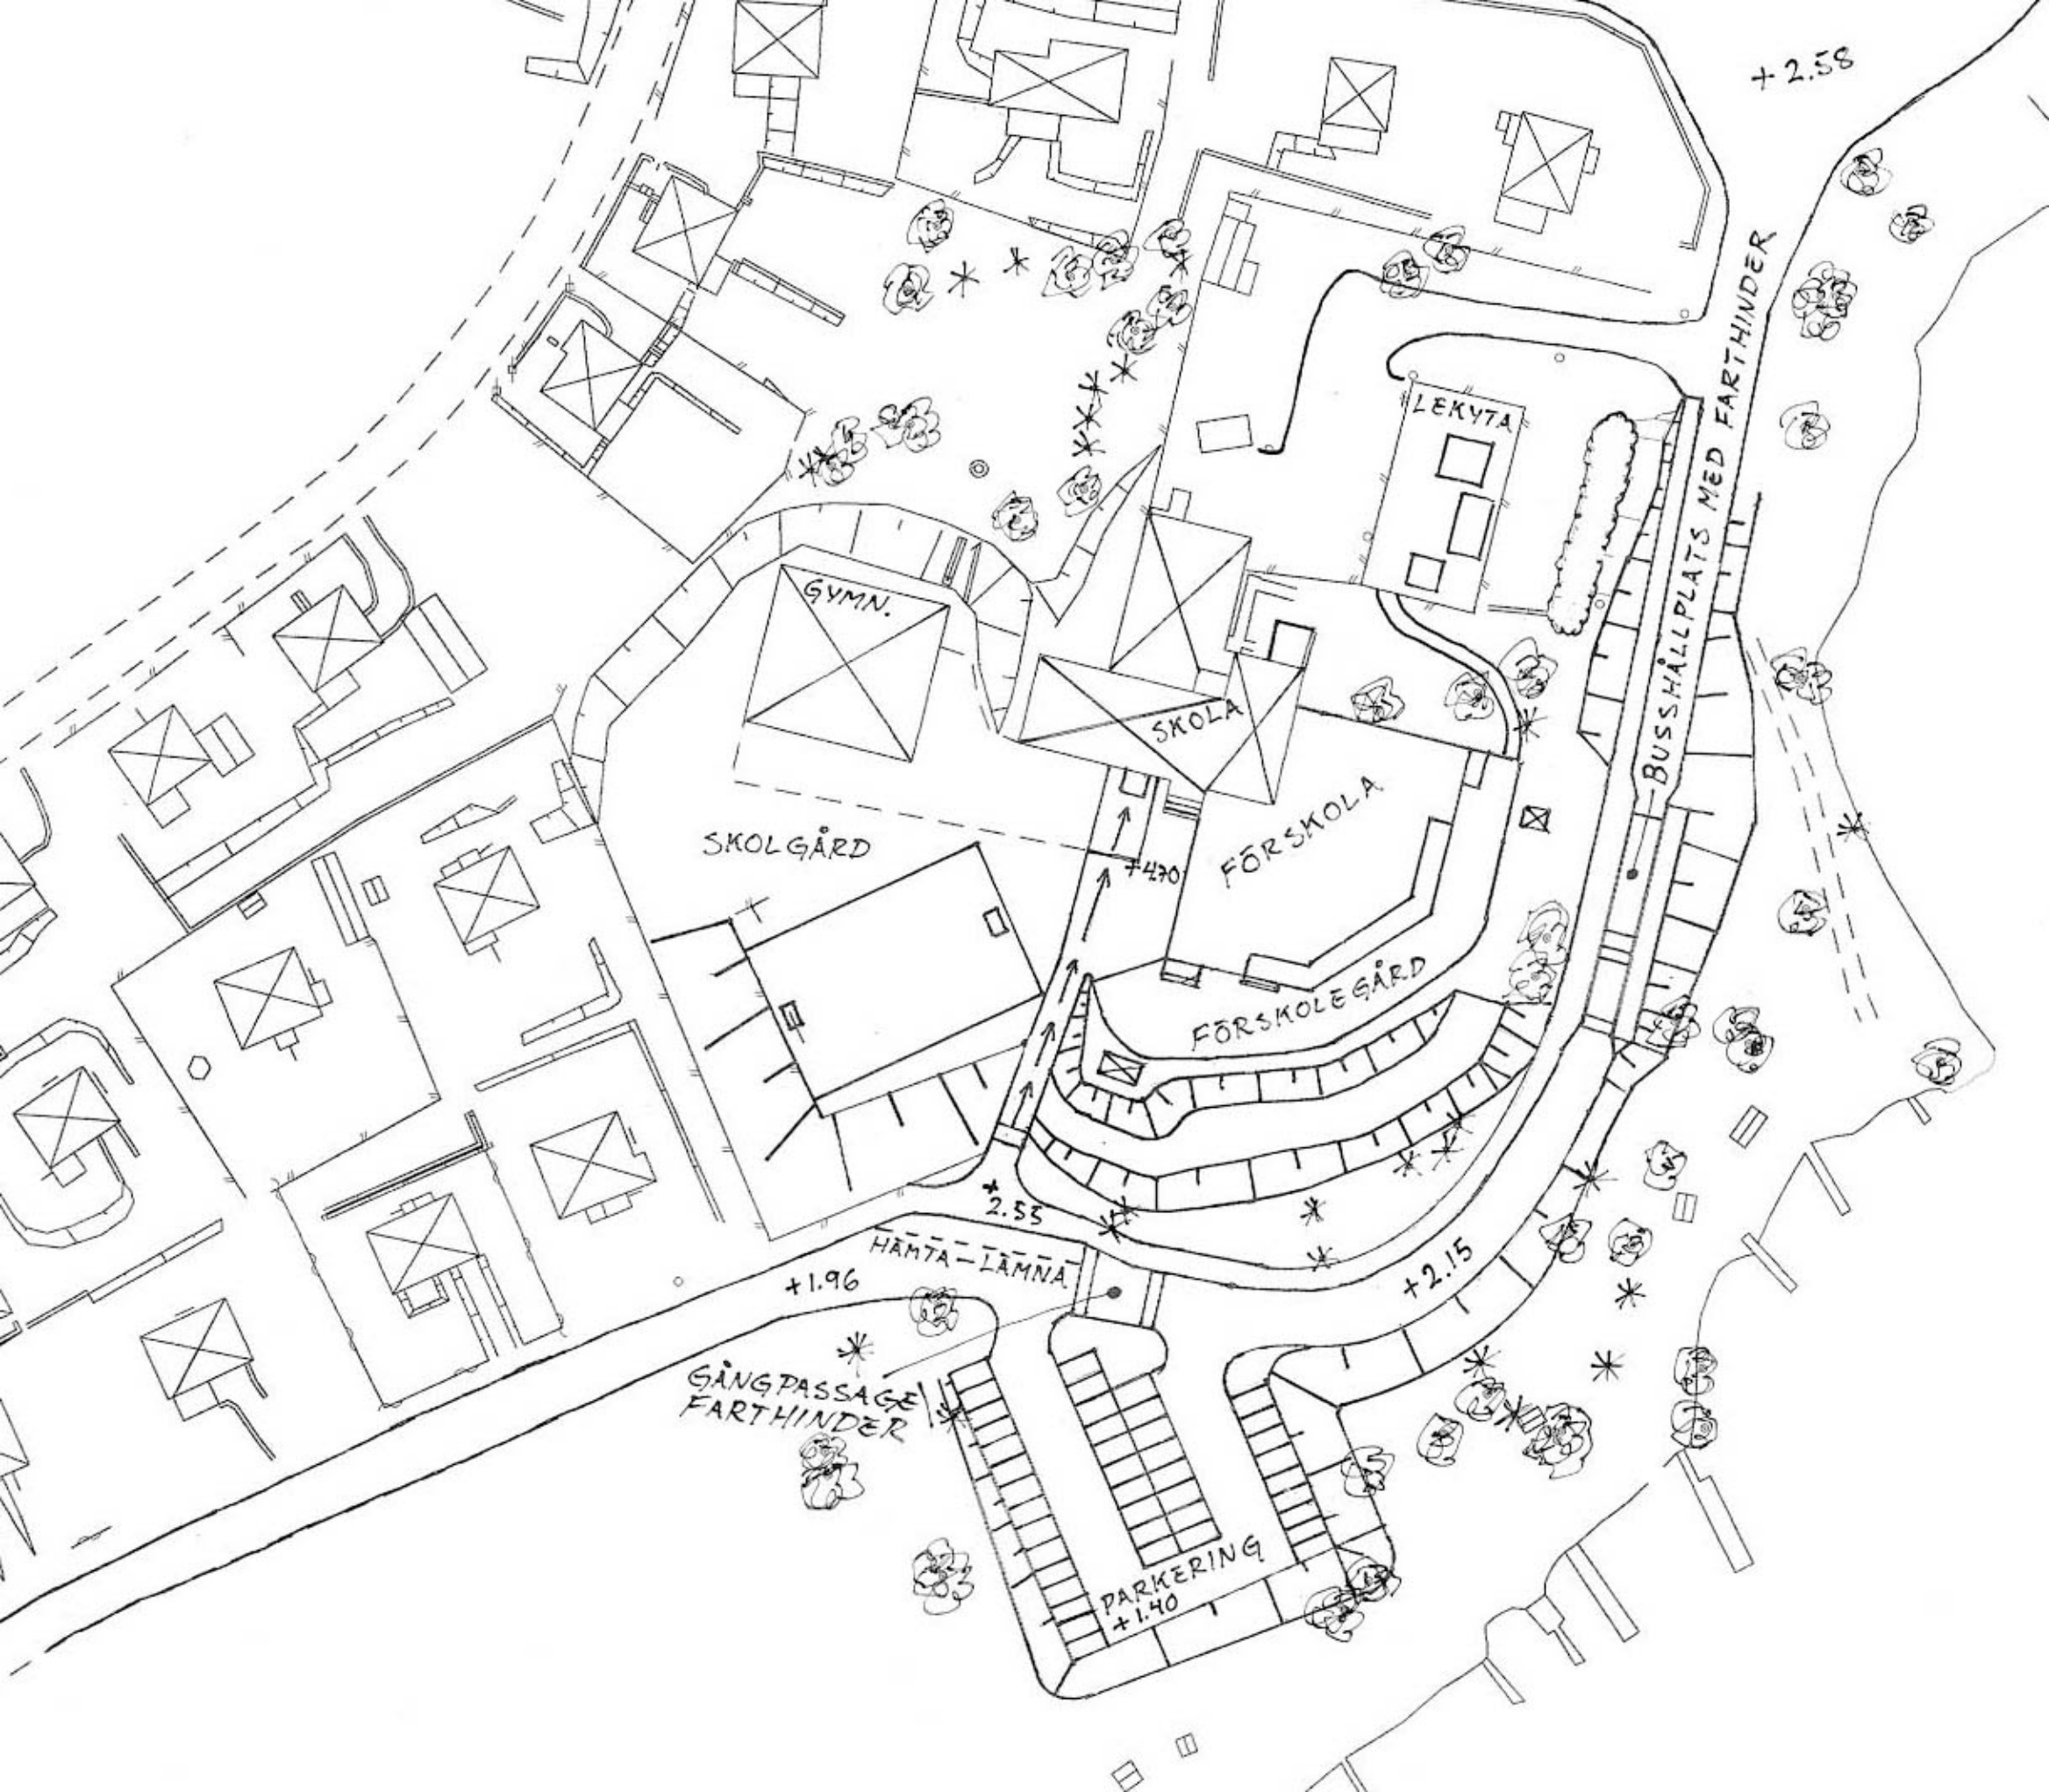 +2.58
BUSSHÅLLPLATS MED FARTHINDER
LEKYTA
GYMN.
SKOLA
SKOLGÅRD
FÖRSKOLA
+4.70
FÖRSKOLEGÅRD
+2.55
HÄMTA-LÄMNA
+1.96
+2.15
GÅNGPASSAGE
FARTHINDER
PARKERING
+1.40